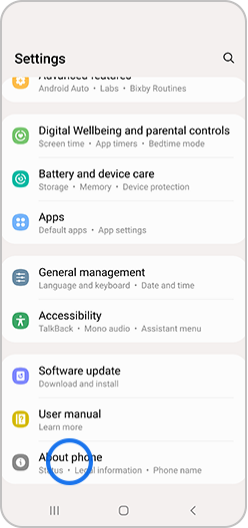 Settings
Advanced features
Android Auto • Labs • Bixby Routines
Digital Wellbeing and parental controls
Screen time • App timers • Bedtime mode
Battery and device care
Storage • Memory • Device protection
Apps
Default apps • App settings
General management
Language and keyboard • Date and time
Accessibility
TalkBack • Mono audio • Assistant menu
Software update
Download and install
User manual
Learn more
About phone
Status • Legal information • Phone name